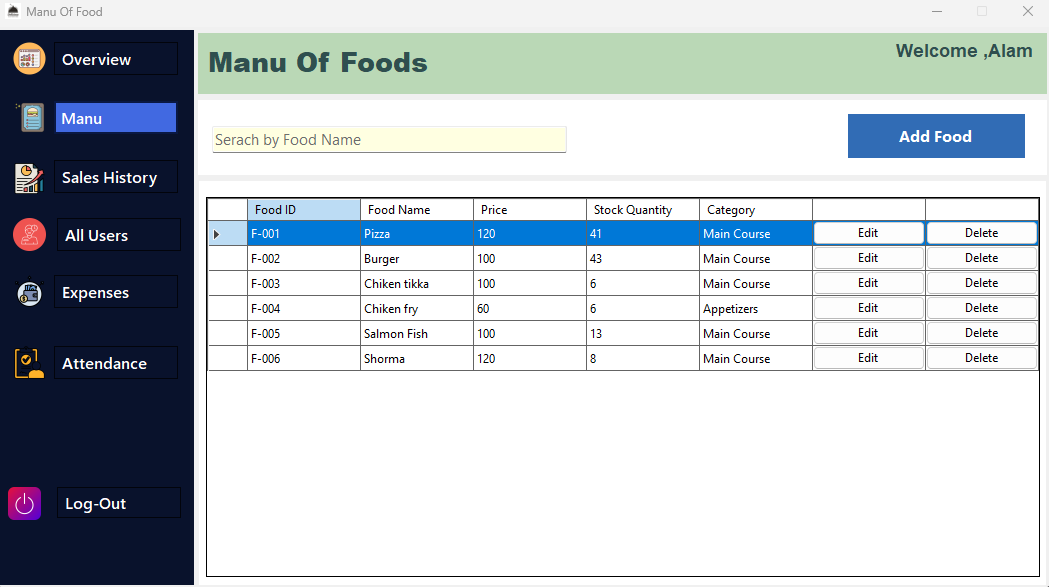 Manu Of Food
Overview
Manu
Sales History
All Users
Expenses
Attendance
Log-Out
Manu Of Foods
Welcome ,Alam
Serach by Food Name
Add Food
Food ID Food Name Price Stock Quantity Category
F-001 Pizza 120 41 Main Course Edit Delete
F-002 Burger 100 43 Main Course Edit Delete
F-003 Chiken tikka 100 6 Main Course Edit Delete
F-004 Chiken fry 60 6 Appetizers Edit Delete
F-005 Salmon Fish 100 13 Main Course Edit Delete
F-006 Shorma 120 8 Main Course Edit Delete